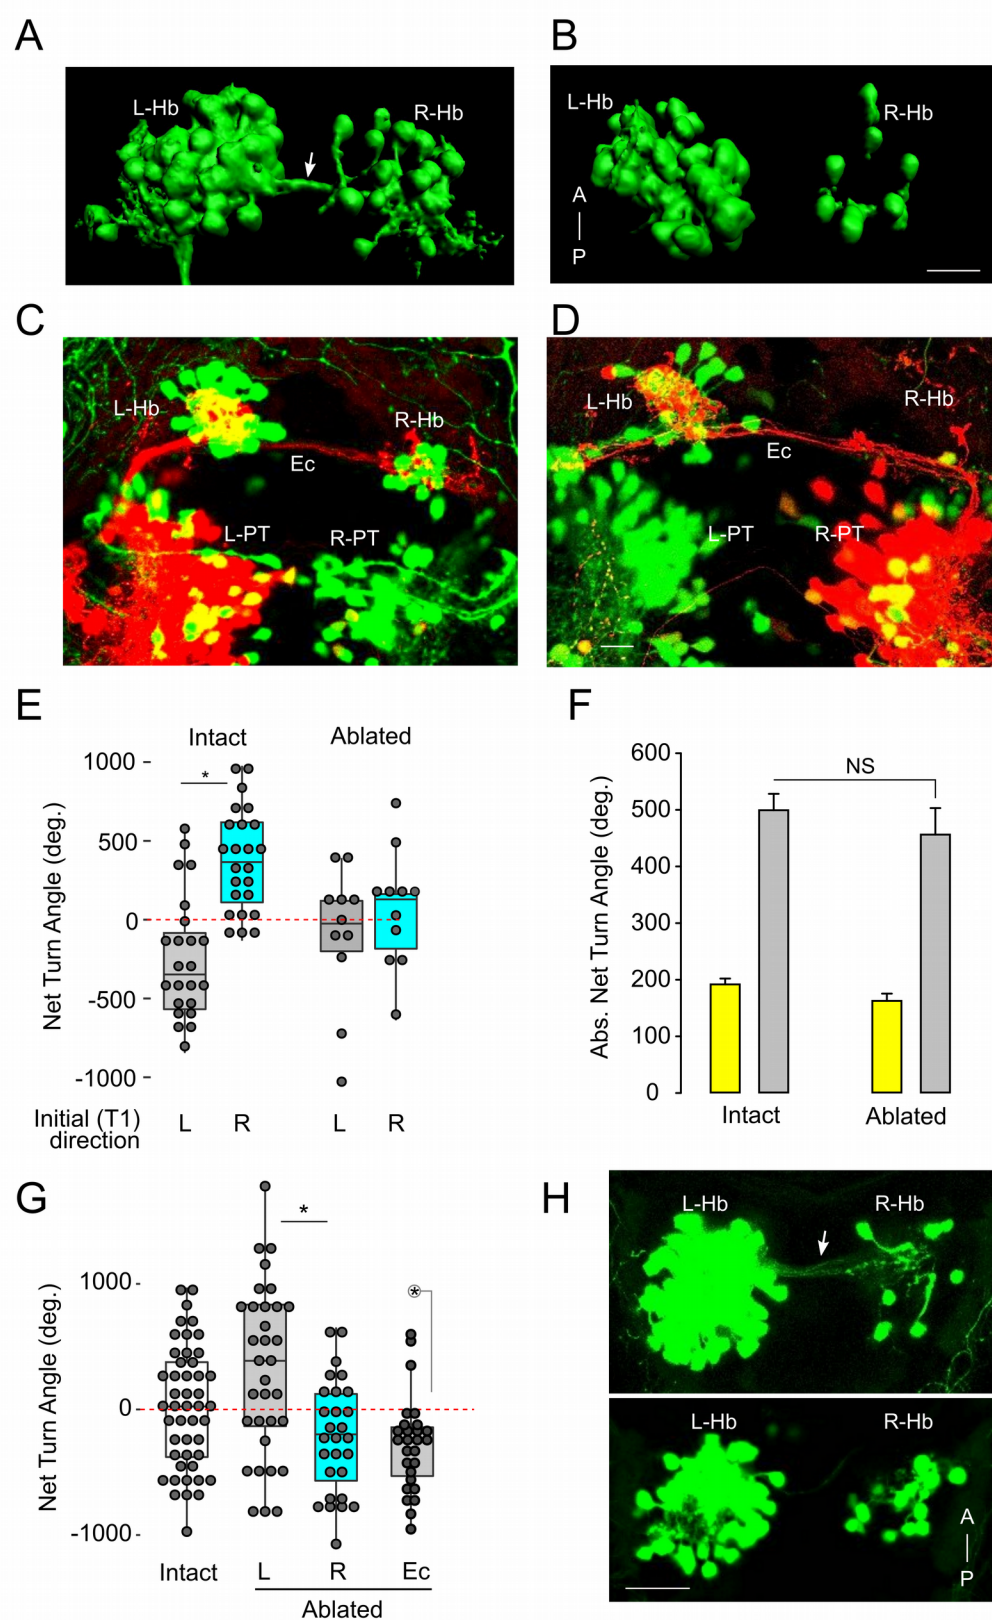 A
L-Hb
R-Hb
B
L-Hb
R-Hb
A
P
C
L-Hb
R-Hb
Ec
L-PT
R-PT
D
L-Hb
R-Hb
Ec
L-PT
R-PT
E
Intact
Ablated
*
Net Turn Angle (deg.)
1000
500
0
-500
-1000
Initial (T1)
direction
L
R
L
R
F
NS
Abs. Net Turn Angle (deg.)
600
500
400
300
200
100
0
Intact
Ablated
G
*
*
Net Turn Angle (deg.)
1000
0
-1000
Intact
L
R
Ec
Ablated
H
L-Hb
R-Hb
L-Hb
R-Hb
A
P